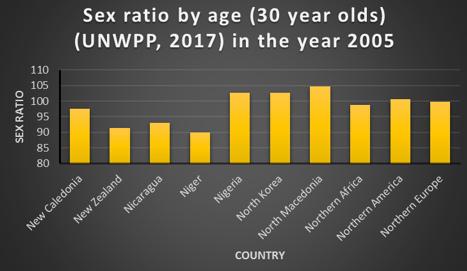 Sex ratio by age (30 year olds)
(UNWPP, 2017) in the year 2005
110
105
100
95
90
85
80
SEX RATIO
New Caledonia
New Zealand
Nicaragua
Niger
Nigeria
North Korea
North Macedonia
Northern Africa
Northern America
Northern Europe
COUNTRY